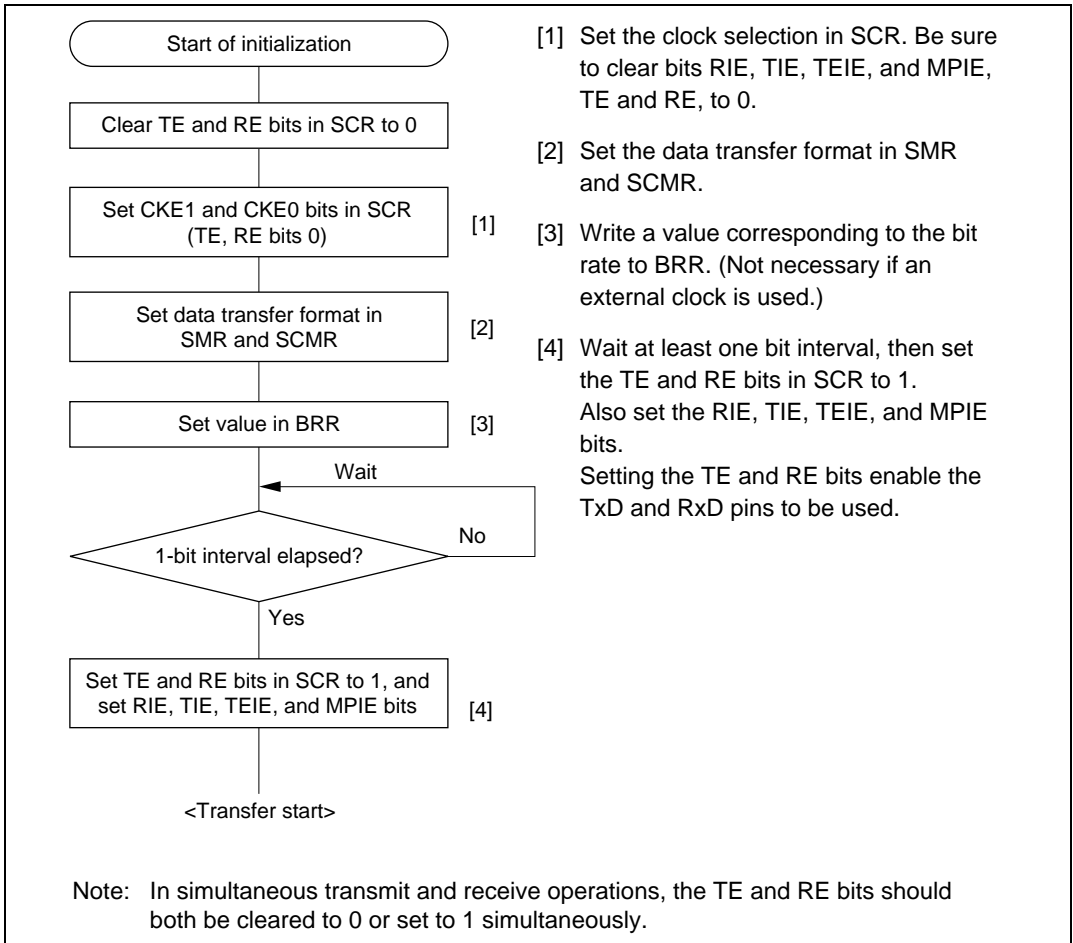 Start of initialization
Clear TE and RE bits in SCR to 0
Set CKE1 and CKE0 bits in SCR
(TE, RE bits 0)
[1]
Set data transfer format in
SMR and SCMR
[2]
Set value in BRR
[3]
Wait
1-bit interval elapsed?
No
Yes
Set TE and RE bits in SCR to 1, and
set RIE, TIE, TEIE, and MPIE bits
[4]
<Transfer start>
[1] Set the clock selection in SCR. Be sure
to clear bits RIE, TIE, TEIE, and MPIE,
TE and RE, to 0.
[2] Set the data transfer format in SMR
and SCMR.
[3] Write a value corresponding to the bit
rate to BRR. (Not necessary if an
external clock is used.)
[4] Wait at least one bit interval, then set
the TE and RE bits in SCR to 1.
Also set the RIE, TIE, TEIE, and MPIE
bits.
Setting the TE and RE bits enable the
TxD and RxD pins to be used.
Note: In simultaneous transmit and receive operations, the TE and RE bits should
both be cleared to 0 or set to 1 simultaneously.